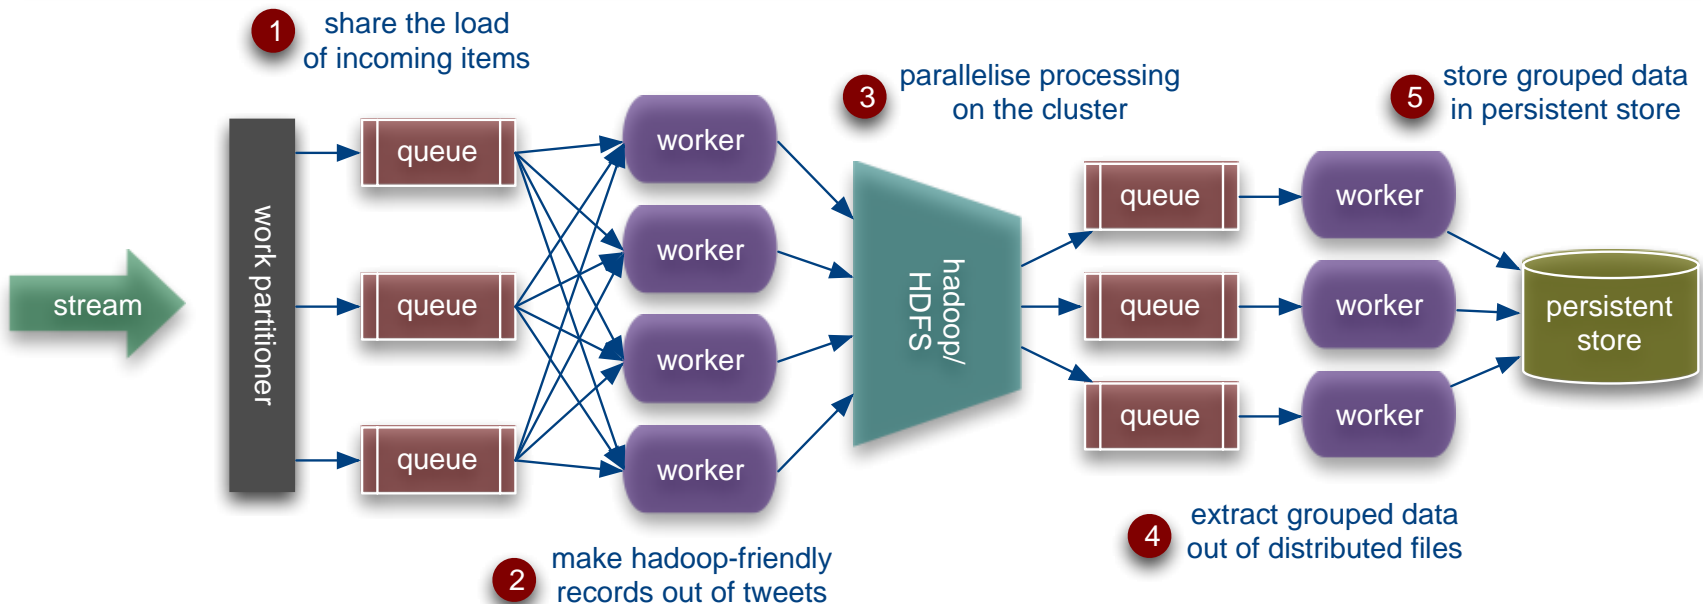 1
share the load
of incoming items
stream
work partitioner
queue
queue
queue
worker
worker
worker
worker
2
make hadoop-friendly
records out of tweets
3
parallelise processing
on the cluster
hadoop/
HDFS
queue
queue
queue
4
extract grouped data
out of distributed files
worker
worker
worker
5
store grouped data
in persistent store
persistent
store